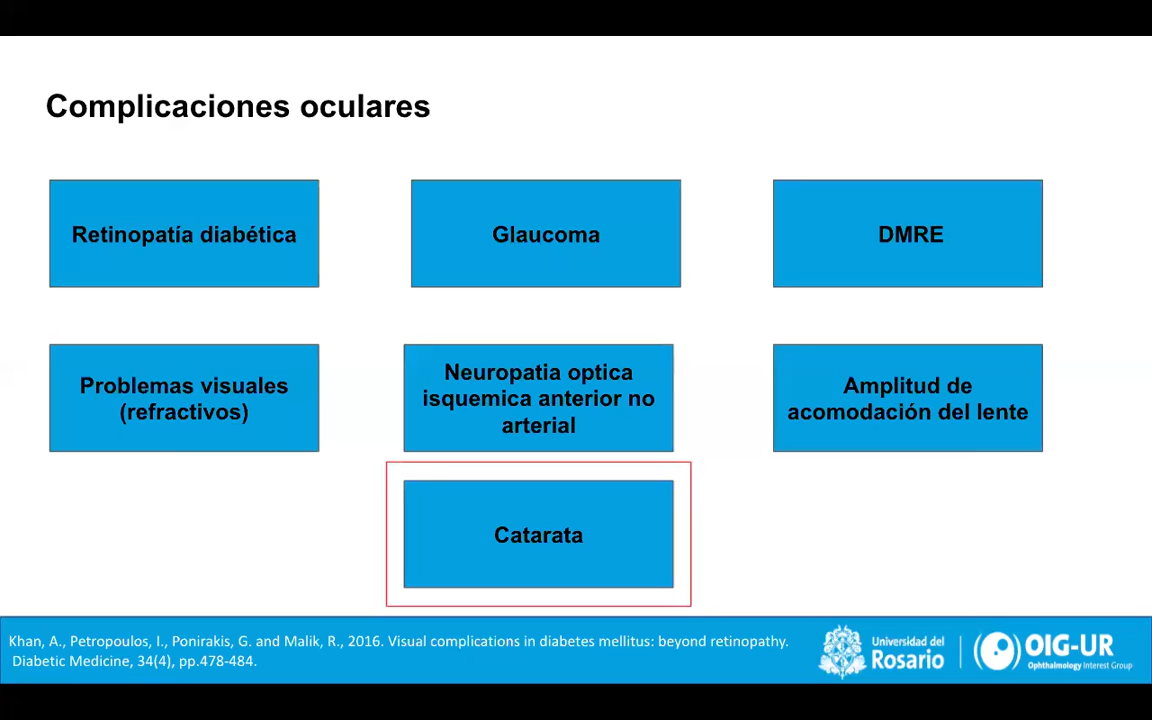 Complicaciones oculares
Retinopatía diabética
Glaucoma
DMRE
Problemas visuales
(refractivos)
Neuropatia optica
isquemica anterior no
arterial
Amplitud de
acomodación del lente
Catarata
Khan, A., Petropoulos, I., Ponirakis, G. and Malik, R., 2016. Visual complications in diabetes mellitus: beyond retinopathy.
Diabetic Medicine, 34(4), pp.478-484.
Universidad del
Rosario
OIG-UR
Ophthalmology Interest Group